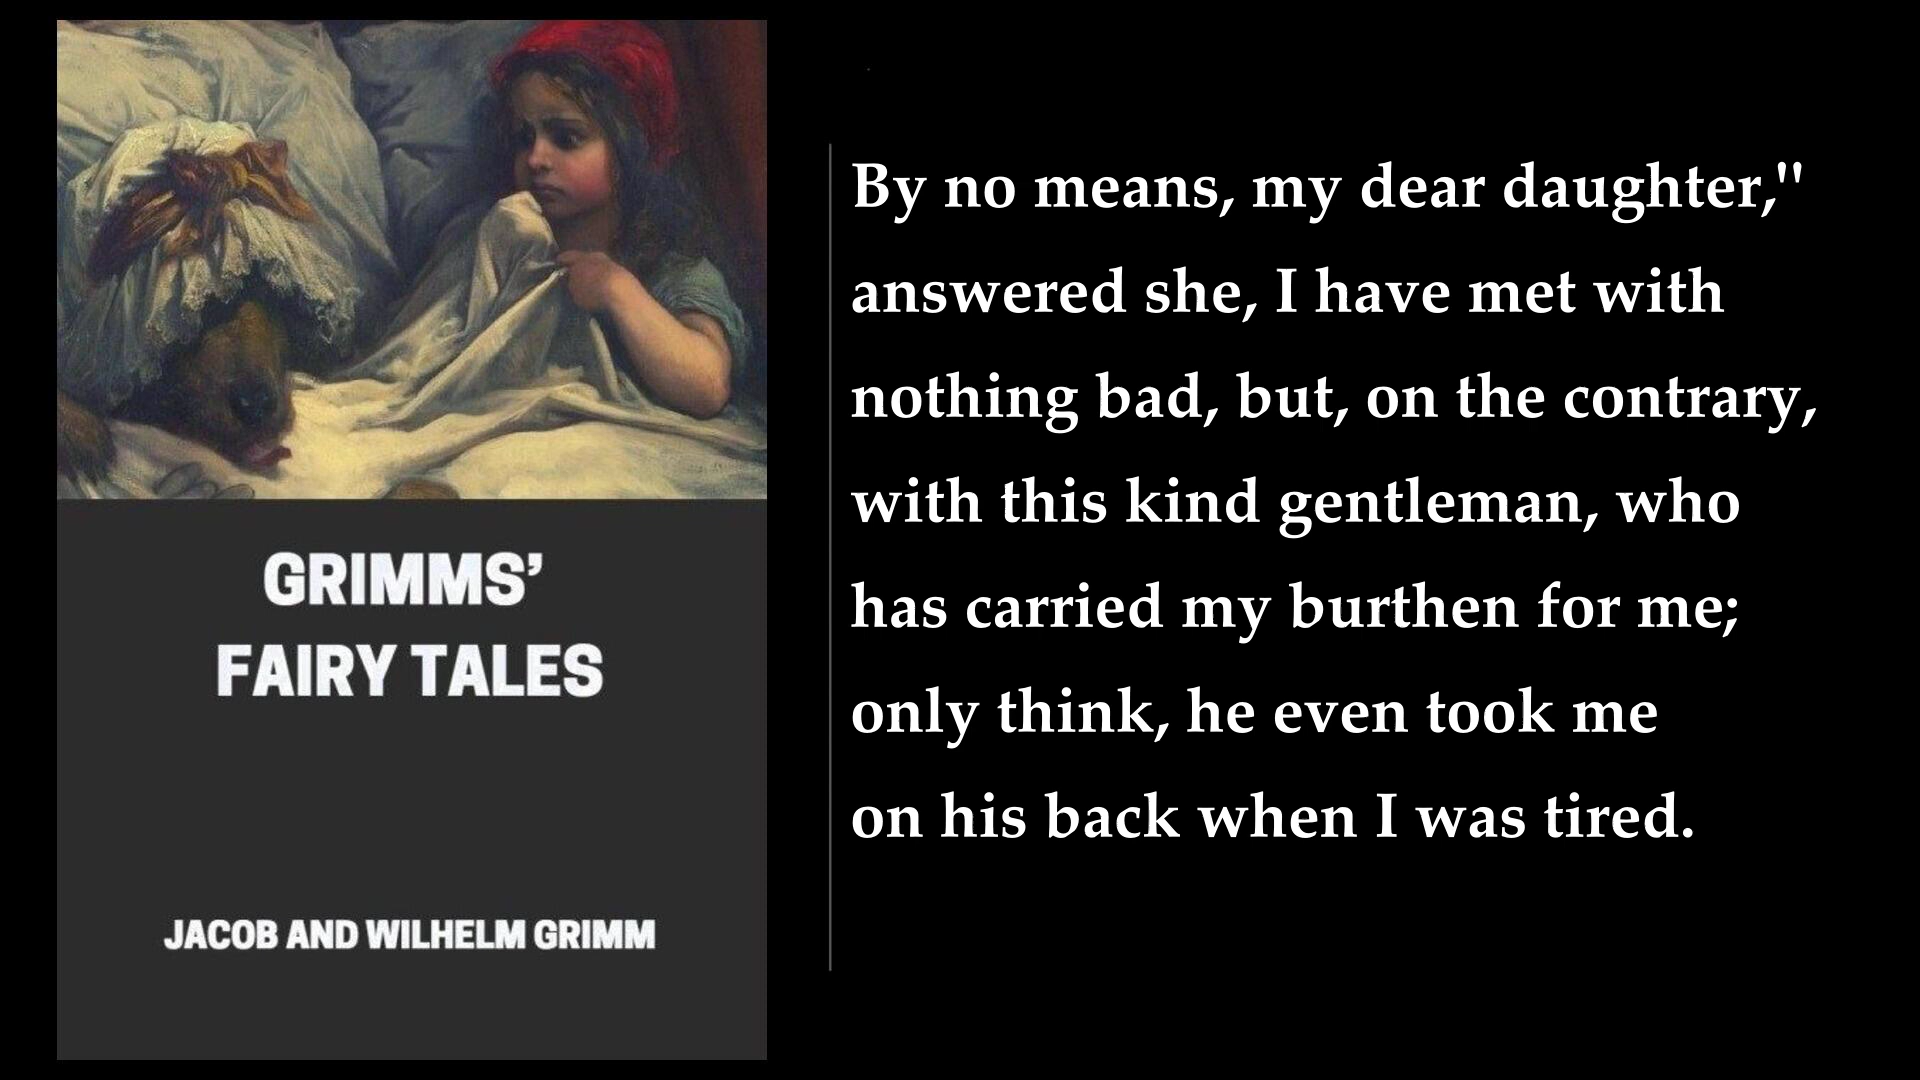 GRIMMS’
FAIRY TALES
JACOB AND WILHELM GRIMM
By no means, my dear daughter,"
answered she, I have met with
nothing bad, but, on the contrary,
with this kind gentleman, who
has carried my burthen for me;
only think, he even took me
on his back when I was tired.